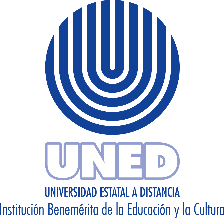 UNED
UNIVERSIDAD ESTATAL A DISTANCIA
Institución Benemérita de la Educación y la Cultura